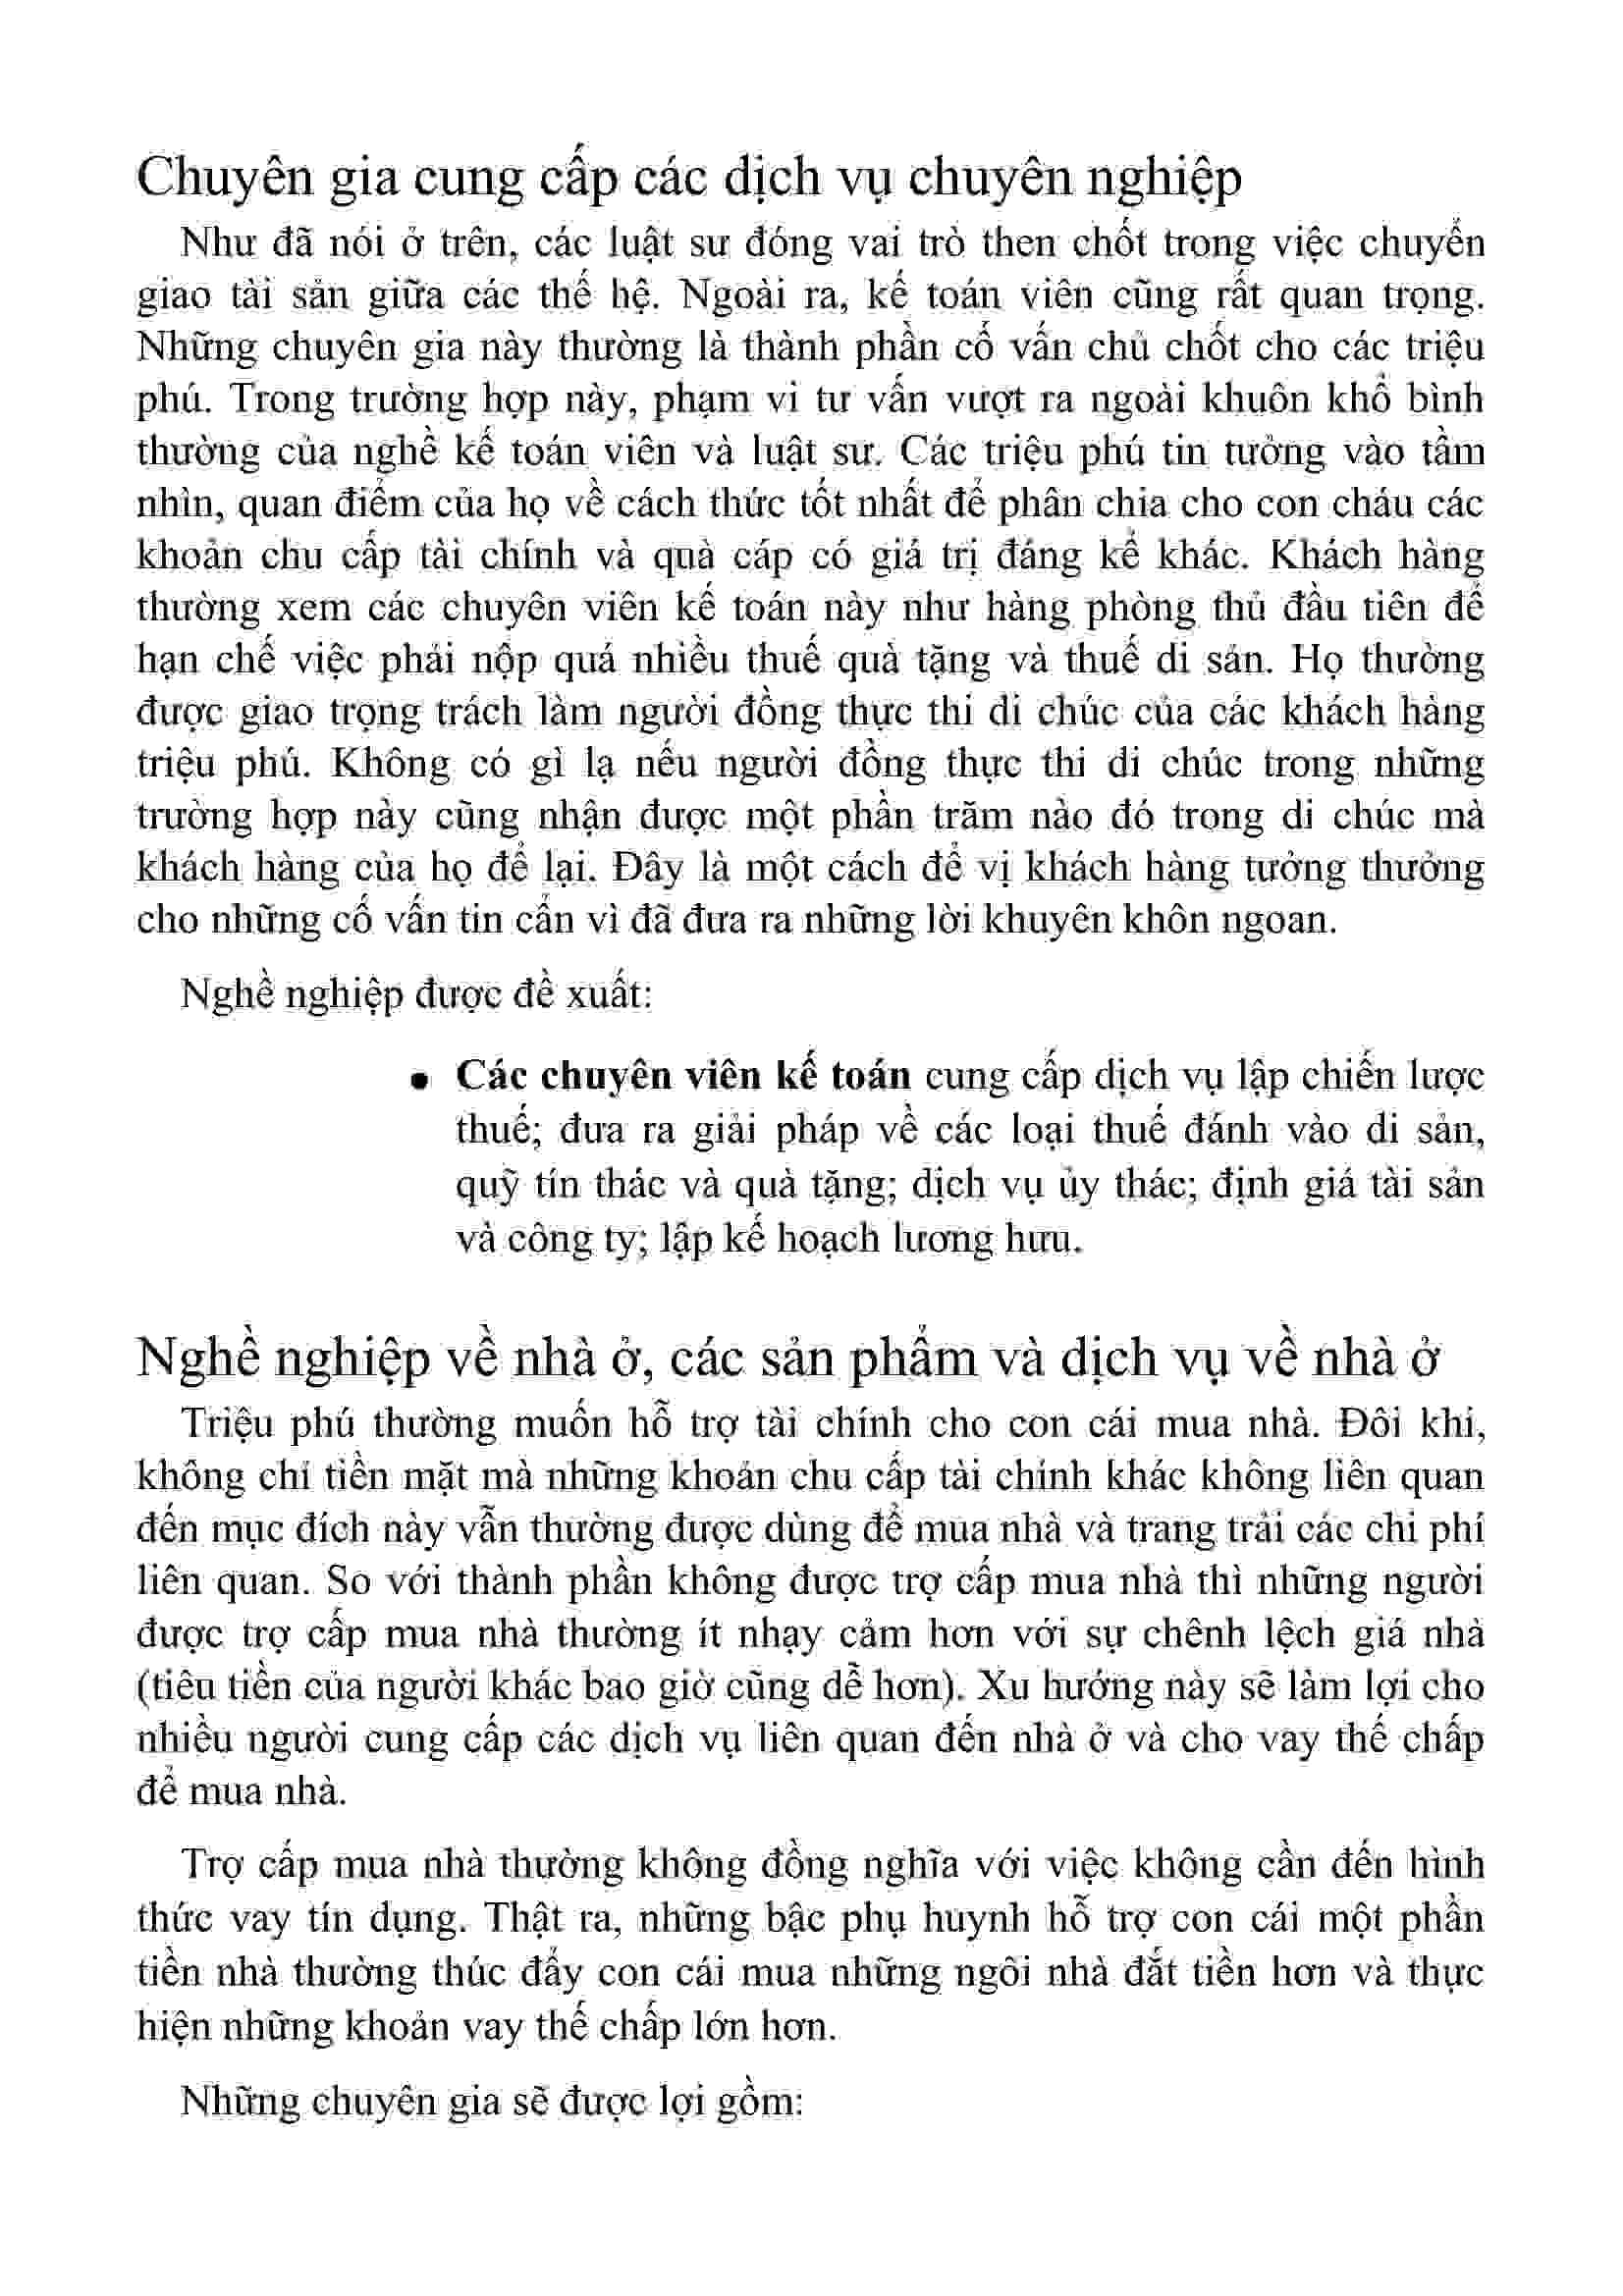 Chuyên gia cung cấp các dịch vụ chuyên nghiệp
Như đã nói ở trên, các luật sư đóng vai trò then chốt trong việc chuyển
giao tài sản giữa các thế hệ. Ngoài ra, kế toán viên cũng rất quan trọng.
Những chuyên gia này thường là thành phần cố vấn chủ chốt cho các triệu
phú. Trong trường hợp này, phạm vi tư vấn vượt ra ngoài khuôn khổ bình
thường của nghề kế toán viên và luật sư. Các triệu phú tin tưởng vào tầm
nhìn, quan điểm của họ về cách thức tốt nhất để phân chia cho con cháu các
khoản chu cấp tài chính và quà cáp có giá trị đáng kể khác. Khách hàng
thường xem các chuyên viên kế toán này như hàng phòng thủ đầu tiên để
hạn chế việc phải nộp quá nhiều thuế quà tặng và thuế di sản. Họ thường
được giao trọng trách làm người đồng thực thi di chúc của các khách hàng
triệu phú. Không có gì lạ nếu người đồng thực thi di chúc trong những
trường hợp này cũng nhận được một phần trăm nào đó trong di chúc mà
khách hàng của họ để lại. Đây là một cách để vị khách hàng tưởng thưởng
cho những cố vấn tin cẩn vì đã đưa ra những lời khuyên khôn ngoan.
Nghề nghiệp được đề xuất:
• Các chuyên viên kế toán cung cấp dịch vụ lập chiến lược
thuế; đưa ra giải pháp về các loại thuế đánh vào di sản,
quỹ tín thác và quà tặng; dịch vụ ủy thác; định giá tài sản
và công ty; lập kế hoạch lương hưu.
Nghề nghiệp về nhà ở, các sản phẩm và dịch vụ về nhà ở
Triệu phú thường muốn hỗ trợ tài chính cho con cái mua nhà. Đôi khi,
không chỉ tiền mặt mà những khoản chu cấp tài chính khác không liên quan
đến mục đích này vẫn thường được dùng để mua nhà và trang trải các chi phí
liên quan. So với thành phần không được trợ cấp mua nhà thì những người
được trợ cấp mua nhà thường ít nhạy cảm hơn với sự chênh lệch giá nhà
(tiêu tiền của người khác bao giờ cũng dễ hơn). Xu hướng này sẽ làm lợi cho
nhiều người cung cấp các dịch vụ liên quan đến nhà ở và cho vay thế chấp
để mua nhà.
Trợ cấp mua nhà thường không đồng nghĩa với việc không cần đến hình
thức vay tín dụng. Thật ra, những bậc phụ huynh hỗ trợ con cái một phần
tiền nhà thường thúc đẩy con cái mua những ngôi nhà đắt tiền hơn và thực
hiện những khoản vay thế chấp lớn hơn.
Những chuyên gia sẽ được lợi gồm: